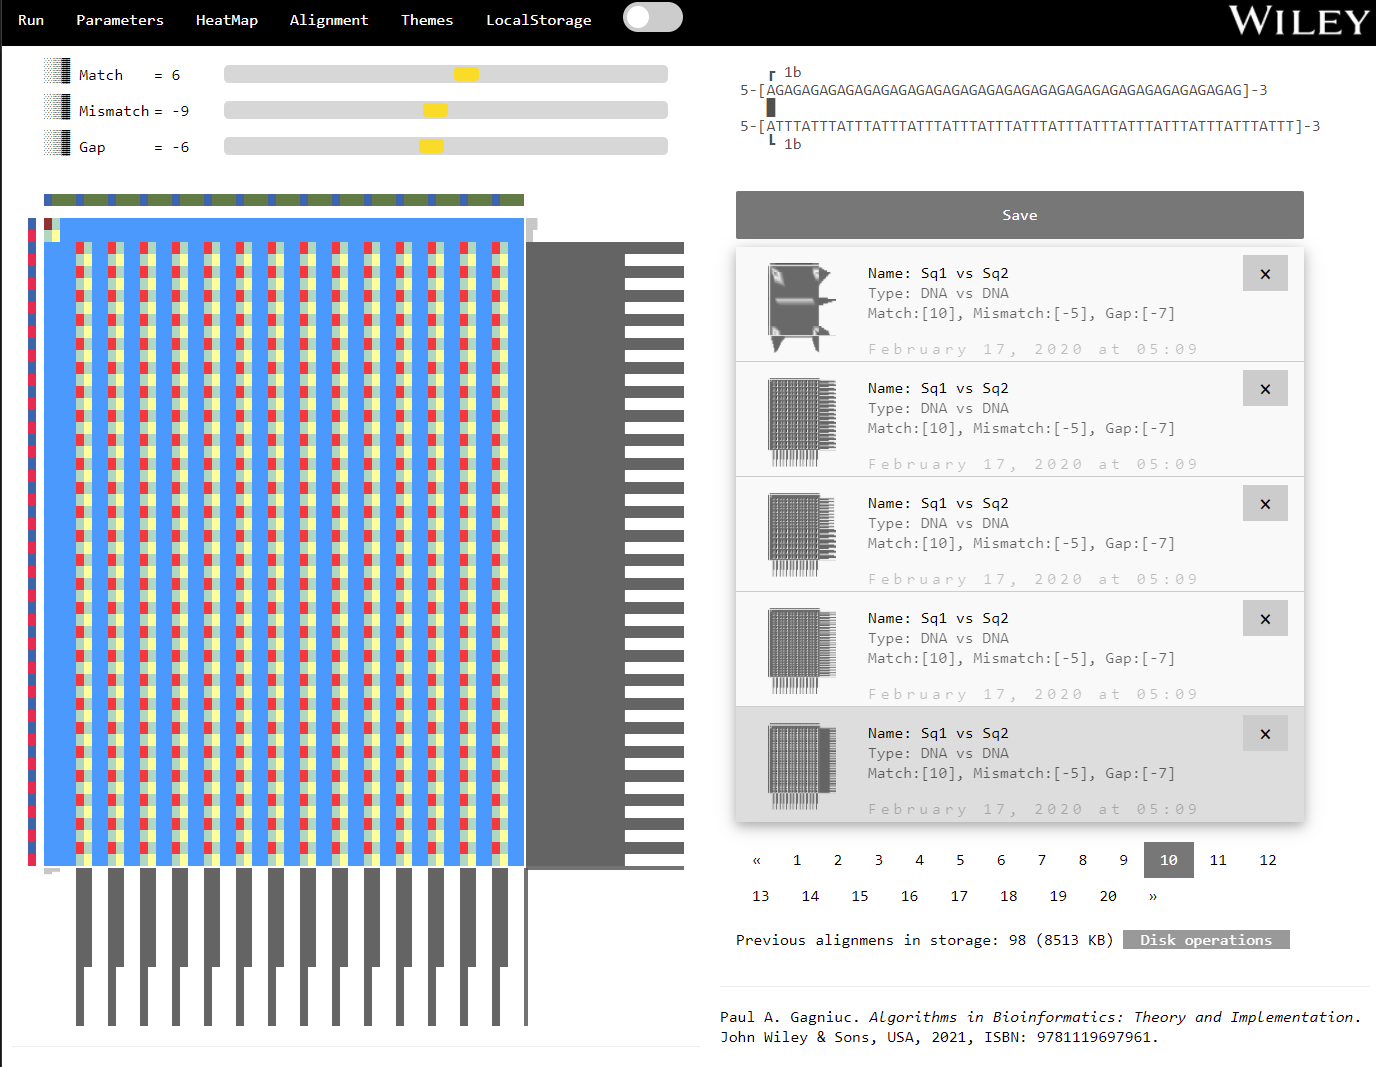 Run Parameters HeatMap Alignment Themes LocalStorage
WILEY
Match = 6
Mismatch = -9
Gap = -6
┏ 1b
5-[AGAGAGAGAGAGAGAGAGAGAGAGAGAGAGAGAGAGAGAGAGAGAGAGAGAGAG]-3
5-[ATTTATTTATTTATTTATTTATTTATTTATTTATTTATTTATTTATTTATTTATTTATTT]-3
┗ 1b
Save
Name: Sq1 vs Sq2
×
Type: DNA vs DNA
Match:[10], Mismatch:[-5], Gap:[-7]
February 17, 2020 at 05:09
Name: Sq1 vs Sq2
×
Type: DNA vs DNA
Match:[10], Mismatch:[-5], Gap:[-7]
February 17, 2020 at 05:09
Name: Sq1 vs Sq2
×
Type: DNA vs DNA
Match:[10], Mismatch:[-5], Gap:[-7]
February 17, 2020 at 05:09
Name: Sq1 vs Sq2
×
Type: DNA vs DNA
Match:[10], Mismatch:[-5], Gap:[-7]
February 17, 2020 at 05:09
Name: Sq1 vs Sq2
×
Type: DNA vs DNA
Match:[10], Mismatch:[-5], Gap:[-7]
February 17, 2020 at 05:09
« 1 2 3 4 5 6 7 8 9 10 11 12
13 14 15 16 17 18 19 20 »
Previous alignmens in storage: 98 (8513 KB) Disk operations
Paul A. Gagniuc. Algorithms in Bioinformatics: Theory and Implementation.
John Wiley & Sons, USA, 2021, ISBN: 9781119697961.